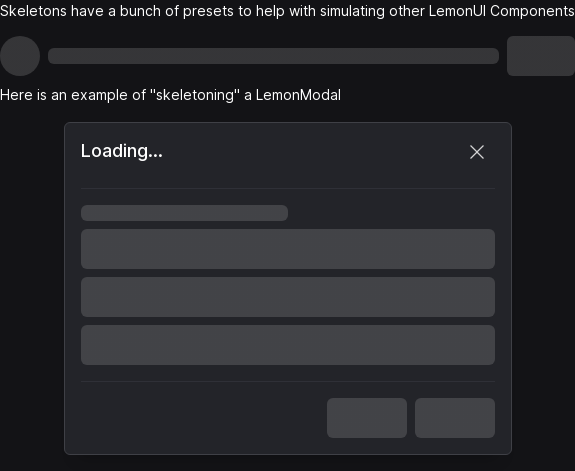 Skeletons have a bunch of presets to help with simulating other LemonUI Components
Here is an example of "skeletoning" a LemonModal
Loading...